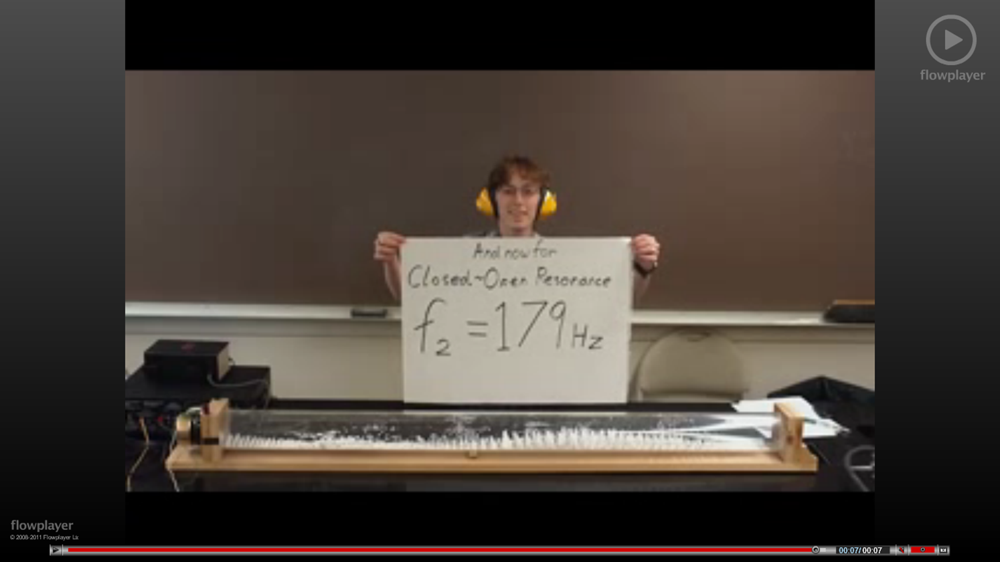 flowplayer
And now for
Closed-Open Resonance
f₂ = 179 Hz
flowplayer
© 2008-2011 Flowplayer Ltd
00:07/00:07